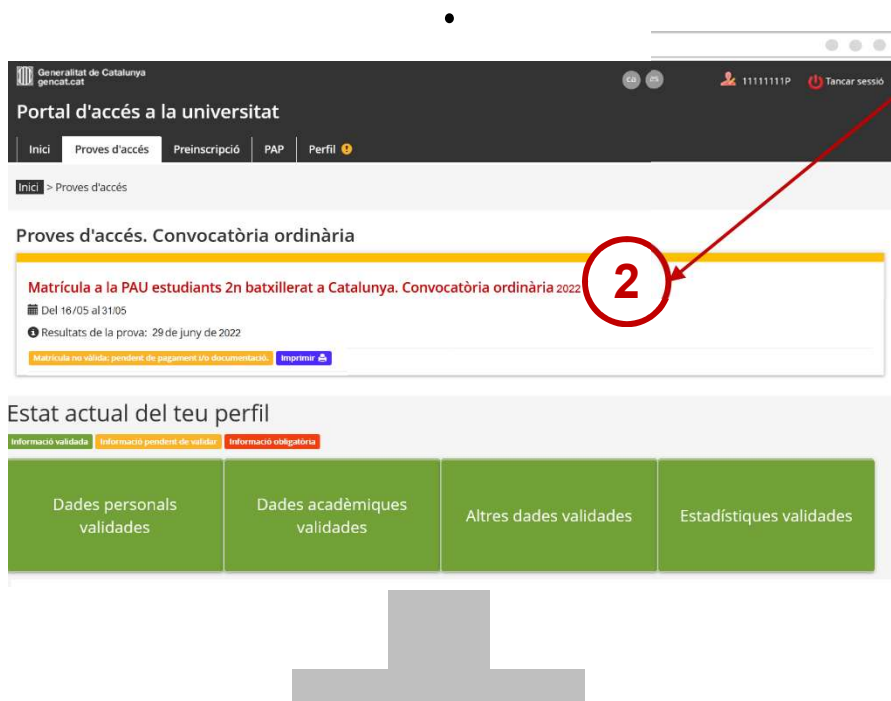 •
Generalitat de Catalunya
gencat.cat
ca es 11111111P Tancar sessió
Portal d'accés a la universitat
Inici Proves d'accés Preinscripció PAP Perfil !
Inici > Proves d'accés
Proves d'accés. Convocatòria ordinària
Matrícula a la PAU estudiants 2n batxillerat a Catalunya. Convocatòria ordinària 2022
2
Del 16/05 al 31/05
Resultats de la prova: 29 de juny de 2022
Matrícula no vàlida: pendent de pagament i/o documentació. Imprimir
Estat actual del teu perfil
Informació validada Informació pendent de validar Informació obligatòria
Dades personals
validades
Dades acadèmiques
validades
Altres dades validades
Estadístiques validades